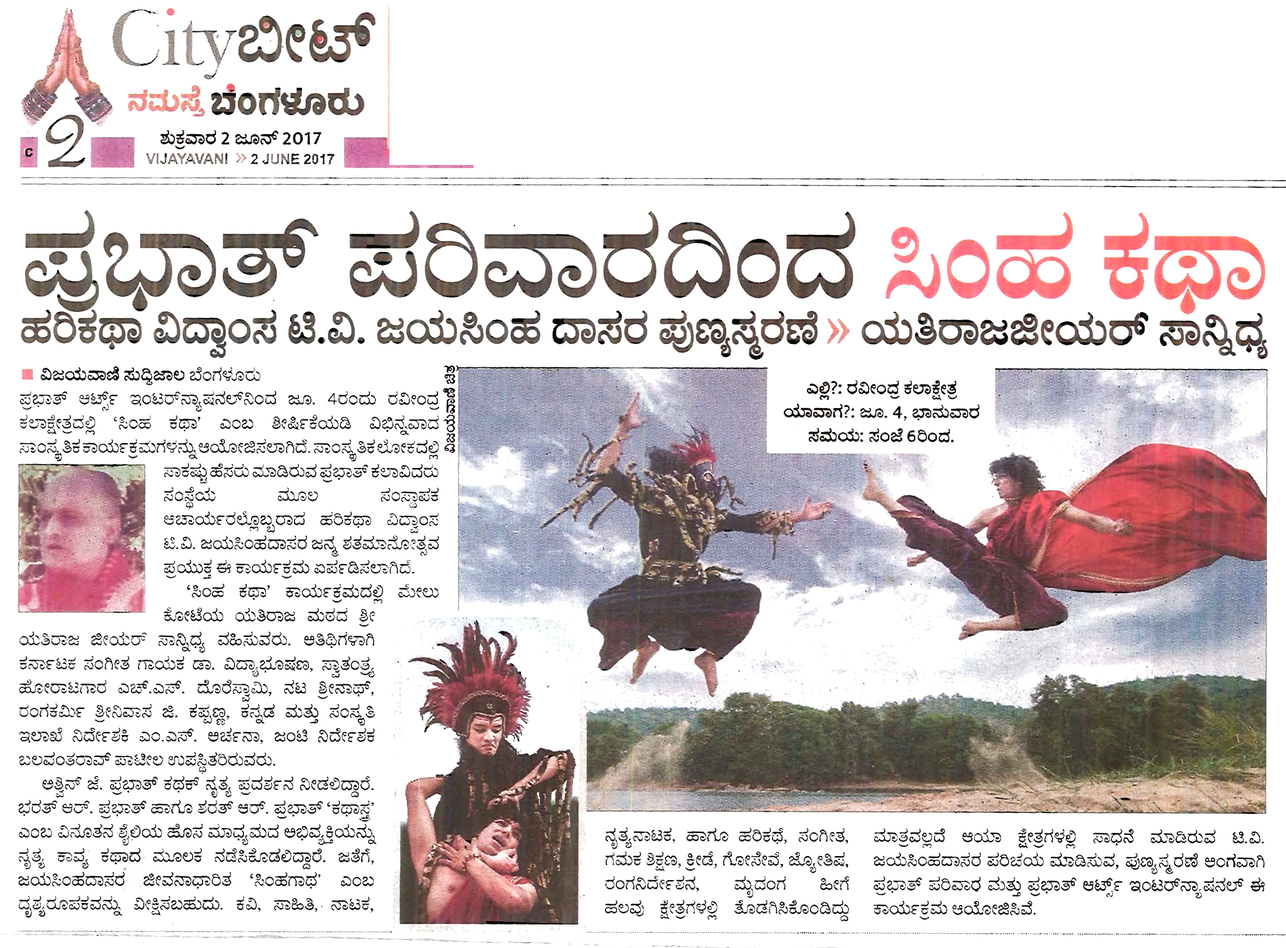 Cityಬೀಟ್
ನಮಸ್ತೆ ಬೆಂಗಳೂರು
C 2
ಶುಕ್ರವಾರ 2 ಜೂನ್ 2017
VIJAYAVANI » 2 JUNE 2017
ಪ್ರಭಾತ್ ಪರಿವಾರದಿಂದ ಸಿಂಹ ಕಥಾ
ಹರಿಕಥಾ ವಿದ್ವಾಂಸ ಟಿ.ವಿ. ಜಯಸಿಂಹ ದಾಸರ ಪುಣ್ಯಸ್ಮರಣೆ » ಯತಿರಾಜಜೀಯರ್ ಸಾನ್ನಿಧ್ಯ
■ ವಿಜಯವಾಣಿ ಸುದ್ದಿಜಾಲ ಬೆಂಗಳೂರು
ಪ್ರಭಾತ್ ಆರ್ಟ್ಸ್ ಇಂಟರ್‌ನ್ಯಾಷನಲ್‌ನಿಂದ ಜೂ. 4ರಂದು ರವೀಂದ್ರ
ಕಲಾಕ್ಷೇತ್ರದಲ್ಲಿ 'ಸಿಂಹ ಕಥಾ' ಎಂಬ ಶೀರ್ಷಿಕೆಯಡಿ ವಿಭಿನ್ನವಾದ
ಸಾಂಸ್ಕೃತಿಕ ಕಾರ್ಯಕ್ರಮಗಳನ್ನು ಆಯೋಜಿಸಲಾಗಿದೆ. ಸಾಂಸ್ಕೃತಿಕ ಲೋಕದಲ್ಲಿ
ಸಾಕಷ್ಟು ಹೆಸರು ಮಾಡಿರುವ ಪ್ರಭಾತ್ ಕಲಾವಿದರು
ಸಂಸ್ಥೆಯ ಮೂಲ ಸಂಸ್ಥಾಪಕ
ಆಚಾರ್ಯರಲ್ಲೊಬ್ಬರಾದ ಹರಿಕಥಾ ವಿದ್ವಾಂಸ
ಟಿ.ವಿ. ಜಯಸಿಂಹದಾಸರ ಜನ್ಮ ಶತಮಾನೋತ್ಸವ
ಪ್ರಯುಕ್ತ ಈ ಕಾರ್ಯಕ್ರಮ ಏರ್ಪಡಿಸಲಾಗಿದೆ.
'ಸಿಂಹ ಕಥಾ' ಕಾರ್ಯಕ್ರಮದಲ್ಲಿ ಮೇಲು
ಕೋಟೆಯ ಯತಿರಾಜ ಮಠದ ಶ್ರೀ
ಯತಿರಾಜ ಜೀಯರ್ ಸಾನ್ನಿಧ್ಯ ವಹಿಸುವರು. ಅತಿಥಿಗಳಾಗಿ
ಕರ್ನಾಟಕ ಸಂಗೀತ ಗಾಯಕ ಡಾ. ವಿದ್ಯಾಭೂಷಣ, ಸ್ವಾತಂತ್ರ್ಯ
ಹೋರಾಟಗಾರ ಎಚ್.ಎಸ್. ದೊರೆಸ್ವಾಮಿ, ನಟ ಶ್ರೀನಾಥ್,
ರಂಗಕರ್ಮಿ ಶ್ರೀನಿವಾಸ ಜಿ. ಕಪ್ಪಣ್ಣ, ಕನ್ನಡ ಮತ್ತು ಸಂಸ್ಕೃತಿ
ಇಲಾಖೆ ನಿರ್ದೇಶಕಿ ಎಂ.ಎಸ್. ಅರ್ಚನಾ, ಜಂಟಿ ನಿರ್ದೇಶಕ
ಬಲವಂತರಾವ್ ಪಾಟೀಲ ಉಪಸ್ಥಿತರಿರುವರು.
ಅಶ್ವಿನ್ ಜೆ. ಪ್ರಭಾತ್ ಕಥಕ್ ನೃತ್ಯ ಪ್ರದರ್ಶನ ನೀಡಲಿದ್ದಾರೆ.
ಭರತ್ ಆರ್. ಪ್ರಭಾತ್ ಹಾಗೂ ಶರತ್ ಆರ್. ಪ್ರಭಾತ್ 'ಕಥಾಸ್ತ್ರ'
ಎಂಬ ವಿನೂತನ ಶೈಲಿಯ ಹೊಸ ಮಾಧ್ಯಮದ ಅಭಿವ್ಯಕ್ತಿಯನ್ನು
ನೃತ್ಯ ಕಾವ್ಯ ಕಥಾದ ಮೂಲಕ ನಡೆಸಿಕೊಡಲಿದ್ದಾರೆ. ಜತೆಗೆ,
ಜಯಸಿಂಹದಾಸರ ಜೀವನಾಧಾರಿತ 'ಸಿಂಹಗಾಥ' ಎಂಬ
ದೃಶ್ಯರೂಪಕವನ್ನು ವೀಕ್ಷಿಸಬಹುದು. ಕವಿ, ಸಾಹಿತಿ, ನಾಟಕ,
ವಿಜಯವಾಣಿ ಚಿತ್ರ
ಎಲ್ಲಿ?: ರವೀಂದ್ರ ಕಲಾಕ್ಷೇತ್ರ
ಯಾವಾಗ?: ಜೂ. 4, ಭಾನುವಾರ
ಸಮಯ: ಸಂಜೆ 6ರಿಂದ.
ನೃತ್ಯನಾಟಕ, ಹಾಗೂ ಹರಿಕಥೆ, ಸಂಗೀತ,
ಗಮಕ ಶಿಕ್ಷಣ, ಕ್ರೀಡೆ, ಗೋಸೇವೆ, ಜ್ಯೋತಿಷ,
ರಂಗನಿರ್ದೇಶನ, ಮೃದಂಗ ಹೀಗೆ
ಹಲವು ಕ್ಷೇತ್ರಗಳಲ್ಲಿ ತೊಡಗಿಸಿಕೊಂಡಿದ್ದು
ಮಾತ್ರವಲ್ಲದೆ ಆಯಾ ಕ್ಷೇತ್ರಗಳಲ್ಲಿ ಸಾಧನೆ ಮಾಡಿರುವ ಟಿ.ವಿ.
ಜಯಸಿಂಹದಾಸರ ಪರಿಚಯ ಮಾಡಿಸುವ, ಪುಣ್ಯಸ್ಮರಣೆ ಅಂಗವಾಗಿ
ಪ್ರಭಾತ್ ಪರಿವಾರ ಮತ್ತು ಪ್ರಭಾತ್ ಆರ್ಟ್ಸ್ ಇಂಟರ್‌ನ್ಯಾಷನಲ್ ಈ
ಕಾರ್ಯಕ್ರಮ ಆಯೋಜಿಸಿವೆ.